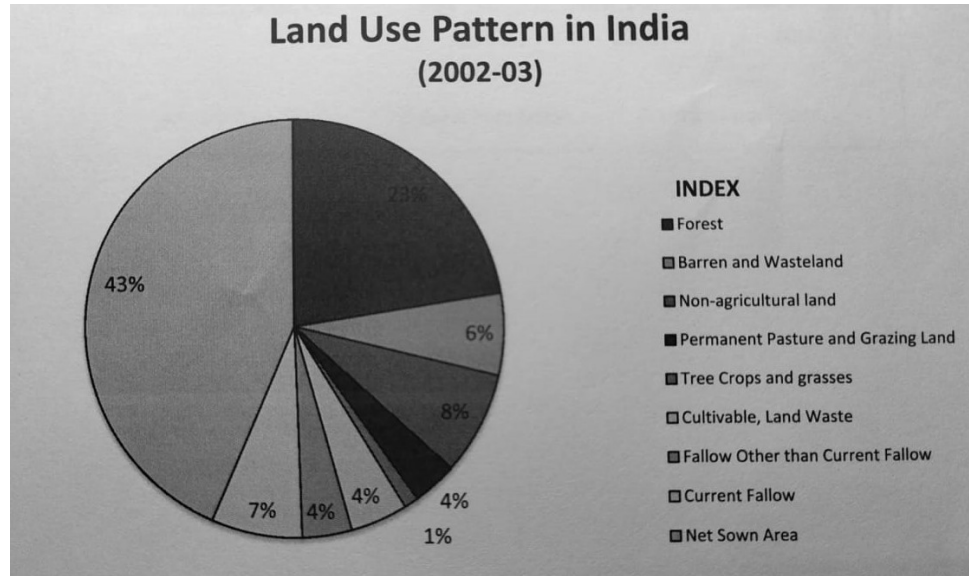 Land Use Pattern in India
(2002-03)
23%
43%
6%
8%
4%
1%
4%
4%
7%
INDEX
Forest
Barren and Wasteland
Non-agricultural land
Permanent Pasture and Grazing Land
Tree Crops and grasses
Cultivable, Land Waste
Fallow Other than Current Fallow
Current Fallow
Net Sown Area